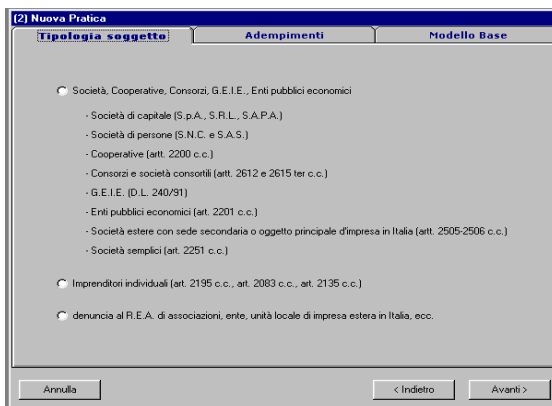 (2) Nuova Pratica
Tipologia soggetto
Adempimenti
Modello Base
Società, Cooperative, Consorzi, G.E.I.E., Enti pubblici economici
- Società di capitale (S.p.A., S.R.L., S.A.P.A.)
- Società di persone (S.N.C. e S.A.S.)
- Cooperative (artt. 2200 c.c.)
- Consorzi e società consortili (artt. 2612 e 2615 ter c.c.)
- G.E.I.E. (D.L. 240/91)
- Enti pubblici economici (art. 2201 c.c.)
- Società estere con sede secondaria o oggetto principale d'impresa in Italia (artt. 2505-2506 c.c.)
- Società semplici (art. 2251 c.c.)
Imprenditori individuali (art. 2195 c.c., art. 2083 c.c., art. 2135 c.c.)
denuncia al R.E.A. di associazioni, ente, unità locale di impresa estera in Italia, ecc.
Annulla
< Indietro
Avanti >